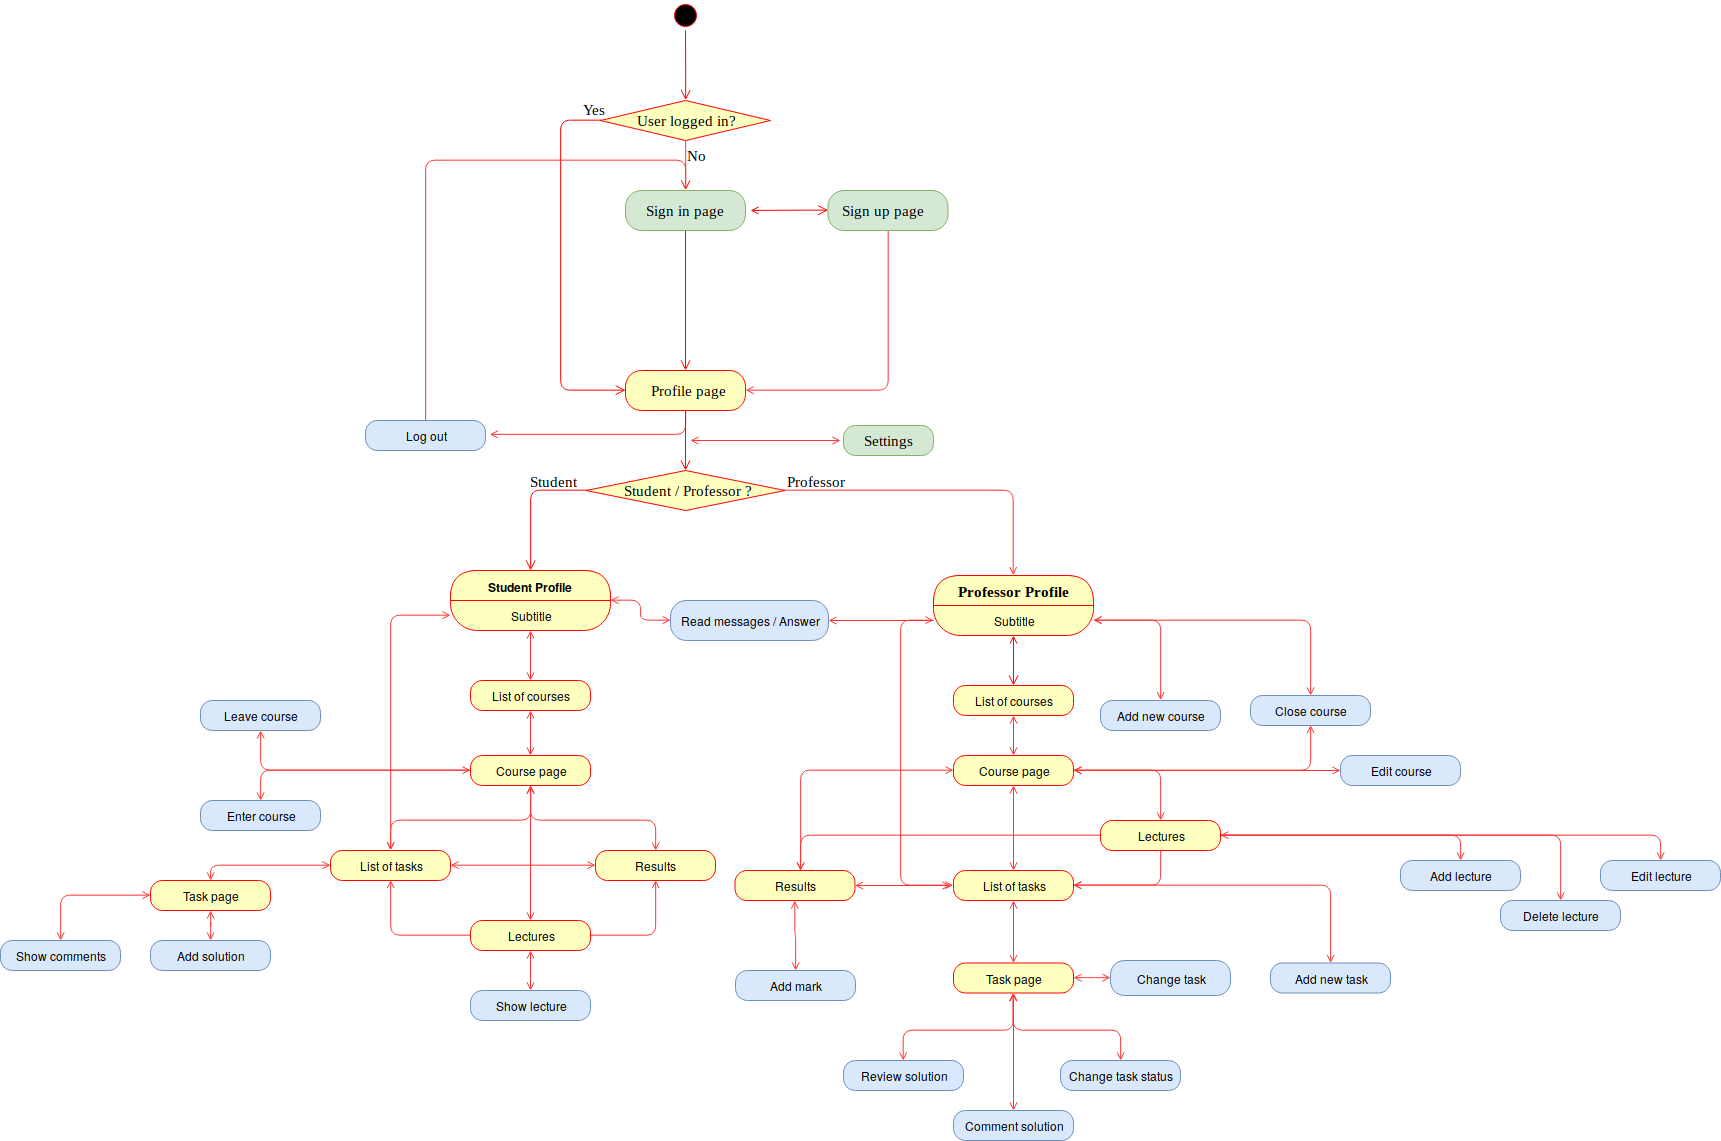 Yes
User logged in?
No
Sign in page
Sign up page
Profile page
Log out
Settings
Student
Student / Professor ?
Professor
Student Profile
Subtitle
Read messages / Answer
Professor Profile
Subtitle
List of courses
List of courses
Leave course
Add new course
Close course
Course page
Course page
Edit course
Enter course
Lectures
List of tasks
Results
Results
List of tasks
Add lecture
Edit lecture
Task page
Delete lecture
Lectures
Show comments
Add solution
Add mark
Task page
Change task
Add new task
Show lecture
Review solution
Change task status
Comment solution